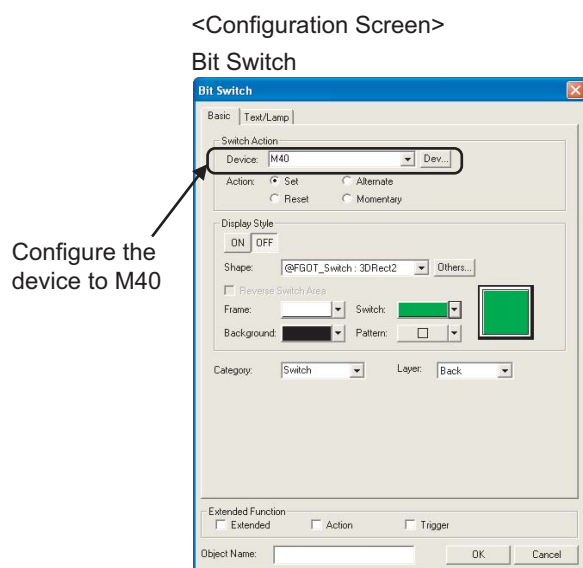 <Configuration Screen>
Bit Switch
Bit Switch
Basic Text/Lamp
Switch Action
Device: M40 Dev...
Action: Set Alternate
Reset Momentary
Display Style
ON OFF
Shape: @FGOT_Switch : 3DRect2 Others...
Reverse Switch Area
Frame: Switch:
Background: Pattern:
Category: Switch Layer: Back
Extended Function
Extended Action Trigger
Object Name: OK Cancel
Configure the
device to M40